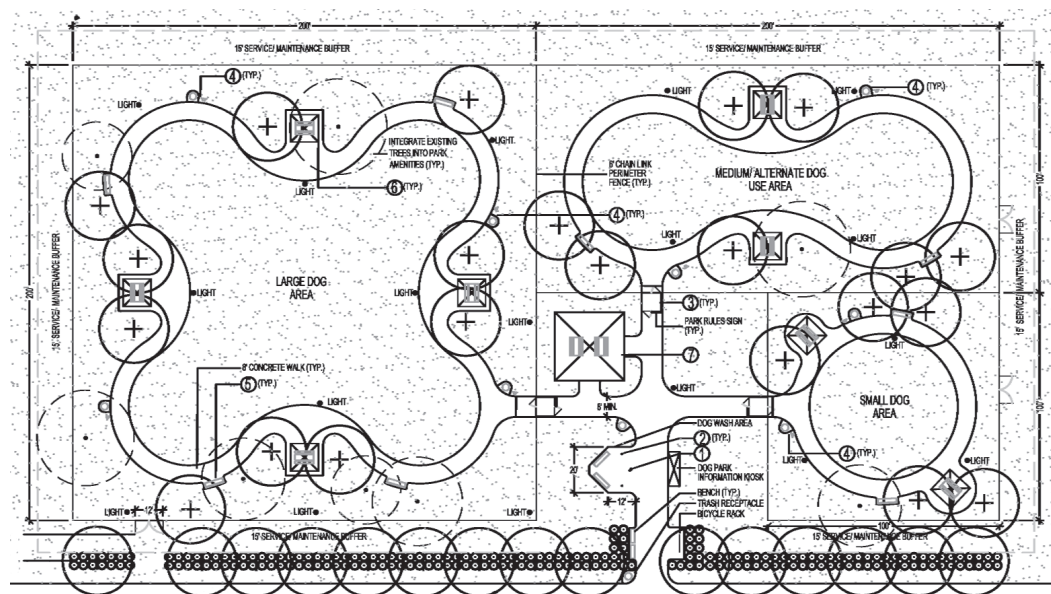 200'
200'
15' SERVICE/ MAINTENANCE BUFFER
15' SERVICE/ MAINTENANCE BUFFER
4 (TYP.)
LIGHT
LIGHT
LIGHT
4 (TYP.)
INTEGRATE EXISTING
TREES INTO PARK
AMENITIES (TYP.)
LIGHT
6 (TYP.)
LIGHT
LIGHT
CHAIN LINK
PERIMETER
FENCE (TYP.)
MEDIUM/ ALTERNATE DOG
USE AREA
100'
4 (TYP.)
LIGHT
LIGHT
15' SERVICE/ MAINTENANCE BUFFER
200'
LARGE DOG
AREA
LIGHT
LIGHT
3 (TYP.)
PARK RULES SIGN
(TYP.)
7
15' SERVICE/ MAINTENANCE BUFFER
LIGHT
8' CONCRETE WALK (TYP.)
5 (TYP.)
LIGHT
LIGHT
MIN.
SMALL DOG
AREA
100'
DOG WASH AREA
2 (TYP.)
1
4 (TYP.)
LIGHT
LIGHT
20'
DOG PARK
INFORMATION KIOSK
BENCH (TYP.)
TRASH RECEPTACLE
BICYCLE RACK
12'
12'
LIGHT
LIGHT
LIGHT
100'
15' SERVICE/ MAINTENANCE BUFFER
15' SERVICE/ MAINTENANCE BUFFER